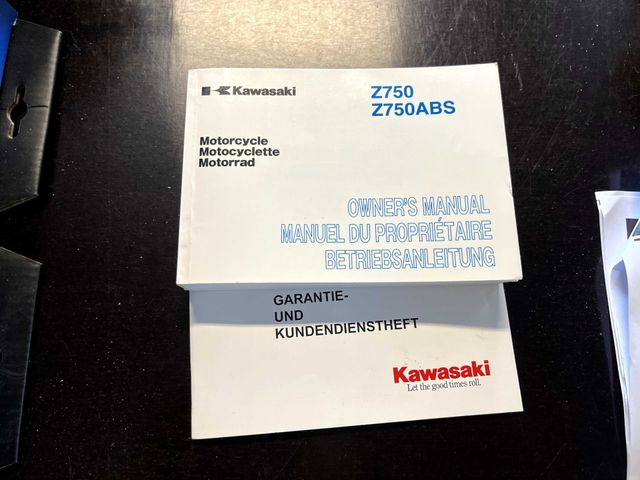 Kawasaki
Z750
Z750ABS
Motorcycle
Motocyclette
Motorrad
OWNER'S MANUAL
MANUEL DU PROPRIÉTAIRE
BETRIEBSANLEITUNG
GARANTIE-
UND
KUNDENDIENSTHEFT
Kawasaki
Let the good times roll.